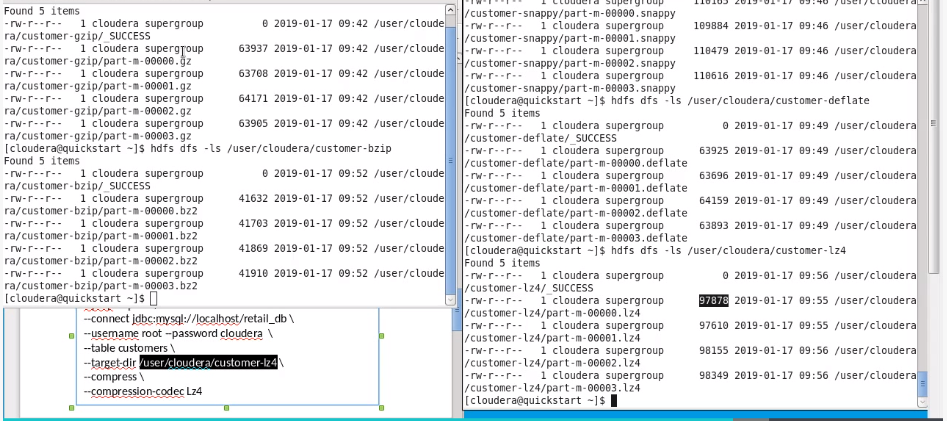 Found 5 items
-rw-r--r-- 1 cloudera supergroup 0 2019-01-17 09:42 /user/cloude
ra/customer-gzip/_SUCCESS
-rw-r--r-- 1 cloudera supergroup 63937 2019-01-17 09:42 /user/cloude
ra/customer-gzip/part-m-00000.gz
-rw-r--r-- 1 cloudera supergroup 63708 2019-01-17 09:42 /user/cloude
ra/customer-gzip/part-m-00001.gz
-rw-r--r-- 1 cloudera supergroup 64171 2019-01-17 09:42 /user/cloude
ra/customer-gzip/part-m-00002.gz
-rw-r--r-- 1 cloudera supergroup 63905 2019-01-17 09:42 /user/cloude
ra/customer-gzip/part-m-00003.gz
[cloudera@quickstart ~]$ hdfs dfs -ls /user/cloudera/customer-bzip
Found 5 items
-rw-r--r-- 1 cloudera supergroup 0 2019-01-17 09:52 /user/cloude
ra/customer-bzip/_SUCCESS
-rw-r--r-- 1 cloudera supergroup 41632 2019-01-17 09:52 /user/cloude
ra/customer-bzip/part-m-00000.bz2
-rw-r--r-- 1 cloudera supergroup 41703 2019-01-17 09:52 /user/cloude
ra/customer-bzip/part-m-00001.bz2
-rw-r--r-- 1 cloudera supergroup 41869 2019-01-17 09:52 /user/cloude
ra/customer-bzip/part-m-00002.bz2
-rw-r--r-- 1 cloudera supergroup 41910 2019-01-17 09:52 /user/cloude
ra/customer-bzip/part-m-00003.bz2
[cloudera@quickstart ~]$
--connect jdbc:mysql://localhost/retail_db \
--username root --password cloudera \
--table customers \
--target-dir /user/cloudera/customer-lz4 \
--compress \
--compression-codec Lz4
/customer-snappy/part-m-00000.snappy
-rw-r--r-- 1 cloudera supergroup 109884 2019-01-17 09:46 /user/cloudera
/customer-snappy/part-m-00001.snappy
-rw-r--r-- 1 cloudera supergroup 110479 2019-01-17 09:46 /user/cloudera
/customer-snappy/part-m-00002.snappy
-rw-r--r-- 1 cloudera supergroup 110616 2019-01-17 09:46 /user/cloudera
/customer-snappy/part-m-00003.snappy
[cloudera@quickstart ~]$ hdfs dfs -ls /user/cloudera/customer-deflate
Found 5 items
-rw-r--r-- 1 cloudera supergroup 0 2019-01-17 09:49 /user/cloudera
/customer-deflate/_SUCCESS
-rw-r--r-- 1 cloudera supergroup 63925 2019-01-17 09:49 /user/cloudera
/customer-deflate/part-m-00000.deflate
-rw-r--r-- 1 cloudera supergroup 63696 2019-01-17 09:49 /user/cloudera
/customer-deflate/part-m-00001.deflate
-rw-r--r-- 1 cloudera supergroup 64159 2019-01-17 09:49 /user/cloudera
/customer-deflate/part-m-00002.deflate
-rw-r--r-- 1 cloudera supergroup 63893 2019-01-17 09:49 /user/cloudera
/customer-deflate/part-m-00003.deflate
[cloudera@quickstart ~]$ hdfs dfs -ls /user/cloudera/customer-lz4
Found 5 items
-rw-r--r-- 1 cloudera supergroup 0 2019-01-17 09:56 /user/cloudera
/customer-lz4/_SUCCESS
-rw-r--r-- 1 cloudera supergroup 97878 2019-01-17 09:55 /user/cloudera
/customer-lz4/part-m-00000.lz4
-rw-r--r-- 1 cloudera supergroup 97610 2019-01-17 09:55 /user/cloudera
/customer-lz4/part-m-00001.lz4
-rw-r--r-- 1 cloudera supergroup 98155 2019-01-17 09:56 /user/cloudera
/customer-lz4/part-m-00002.lz4
-rw-r--r-- 1 cloudera supergroup 98349 2019-01-17 09:56 /user/cloudera
/customer-lz4/part-m-00003.lz4
[cloudera@quickstart ~]$